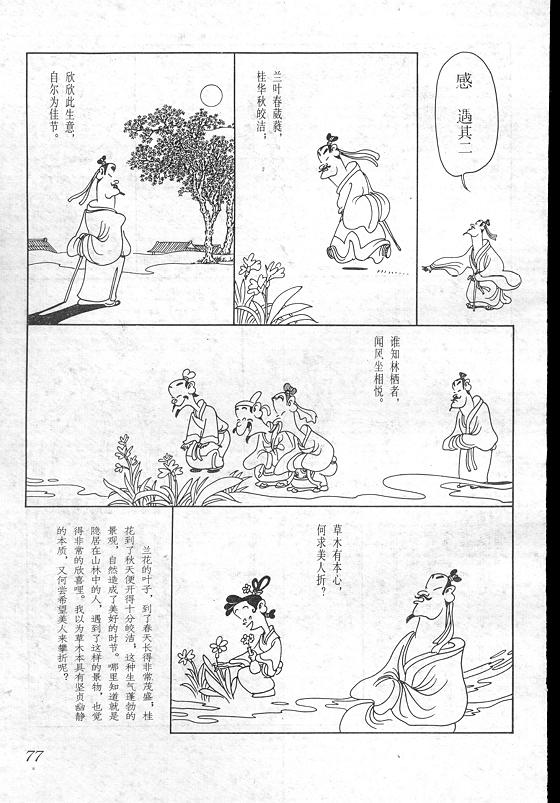 感遇其二
兰叶春葳蕤，
桂华秋皎洁；
欣欣此生意，
自尔为佳节。
谁知林栖者，
闻风坐相悦。
草木有本心，
何求美人折？
兰花的叶子，到了春天长得非常茂盛；桂
花到了秋天便开得十分皎洁；这种生气蓬勃的
景观，自然造成了美好的时节。哪里知道就是
隐居在山林中的人，遇到了这样的景物，也觉
得非常的欣喜哩。我以为草木本具有坚贞幽静
的本质，又何尝希望美人来攀折呢？
77